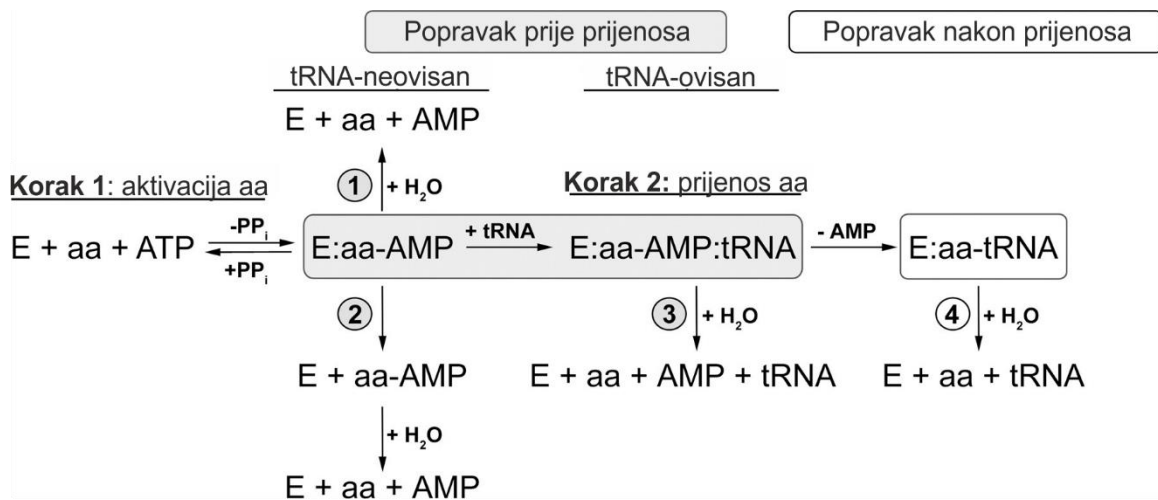 Popravak prije prijenosa
Popravak nakon prijenosa
tRNA-neovisan
tRNA-ovisan
E + aa + AMP
1
+ H₂O
Korak 1: aktivacija aa
Korak 2: prijenos aa
E + aa + ATP
-PPᵢ
+PPᵢ
E:aa-AMP
+ tRNA
E:aa-AMP:tRNA
- AMP
E:aa-tRNA
2
3
+ H₂O
4
+ H₂O
E + aa-AMP
E + aa + AMP + tRNA
E + aa + tRNA
+ H₂O
E + aa + AMP